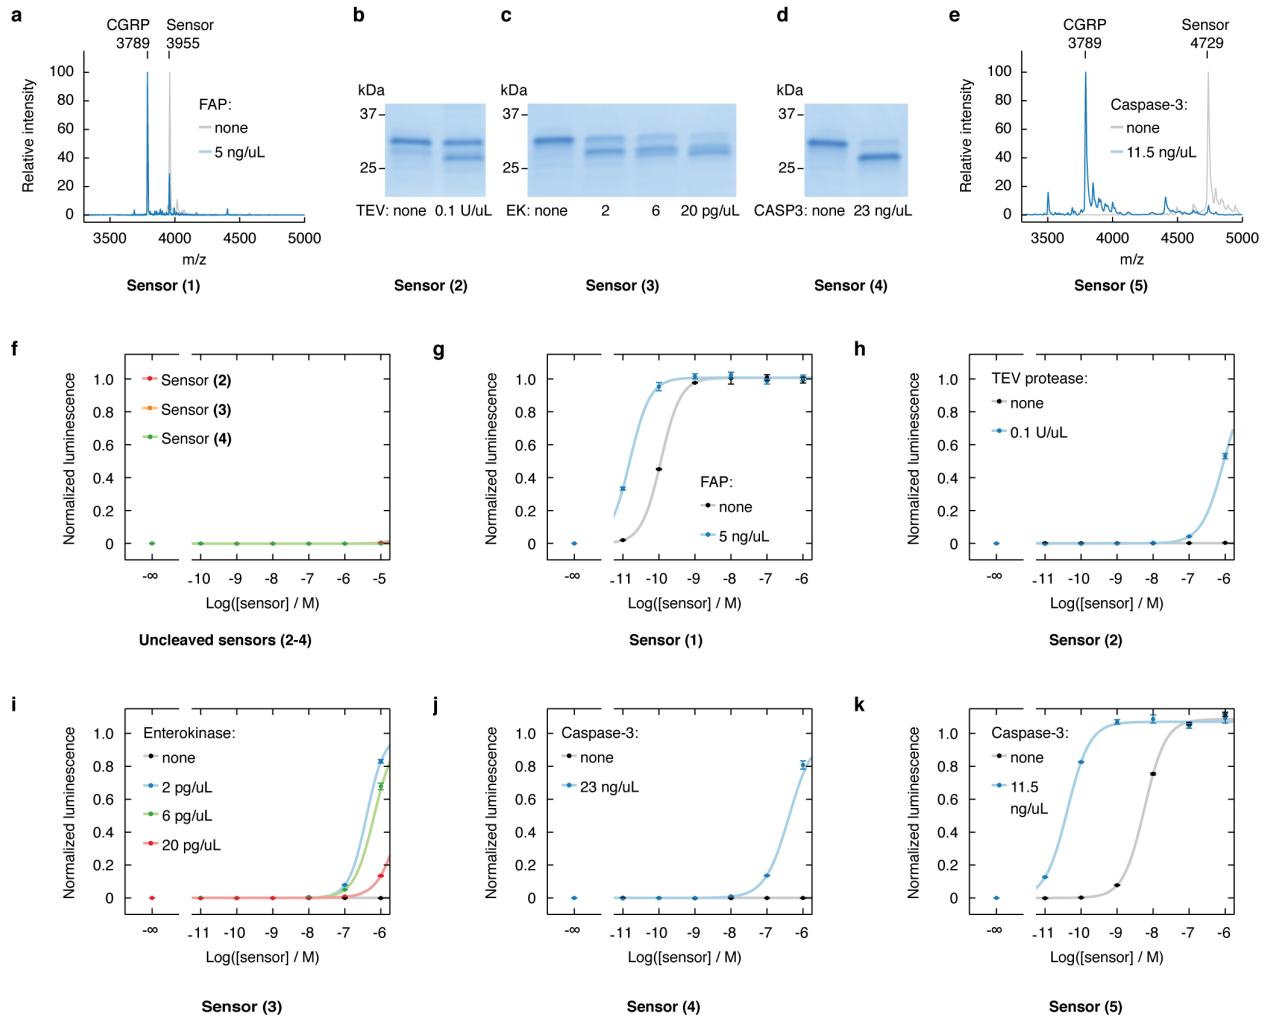 a
CGRP
3789
Sensor
3955
Relative intensity
100
80
60
40
20
0
FAP:
none
5 ng/uL
3500
4000
4500
5000
m/z
Sensor (1)
b
kDa
37
25
TEV: none 0.1 U/uL
Sensor (2)
c
kDa
37
25
EK: none 2 6 20 pg/uL
Sensor (3)
d
kDa
37
25
CASP3: none 23 ng/uL
Sensor (4)
e
CGRP
3789
Sensor
4729
Relative intensity
100
80
60
40
20
0
Caspase-3:
none
11.5 ng/uL
3500
4000
4500
5000
m/z
Sensor (5)
f
Normalized luminescence
1.0
0.8
0.6
0.4
0.2
0
Sensor (2)
Sensor (3)
Sensor (4)
-∞ -10 -9 -8 -7 -6 -5
Log([sensor] / M)
Uncleaved sensors (2-4)
g
Normalized luminescence
1.0
0.8
0.6
0.4
0.2
0
FAP:
none
5 ng/uL
-∞ -11 -10 -9 -8 -7 -6
Log([sensor] / M)
Sensor (1)
h
Normalized luminescence
1.0
0.8
0.6
0.4
0.2
0
TEV protease:
none
0.1 U/uL
-∞ -11 -10 -9 -8 -7 -6
Log([sensor] / M)
Sensor (2)
i
Normalized luminescence
1.0
0.8
0.6
0.4
0.2
0
Enterokinase:
none
2 pg/uL
6 pg/uL
20 pg/uL
-∞ -11 -10 -9 -8 -7 -6
Log([sensor] / M)
Sensor (3)
j
Normalized luminescence
1.0
0.8
0.6
0.4
0.2
0
Caspase-3:
none
23 ng/uL
-∞ -11 -10 -9 -8 -7 -6
Log([sensor] / M)
Sensor (4)
k
Normalized luminescence
1.0
0.8
0.6
0.4
0.2
0
Caspase-3:
none
11.5
ng/uL
-∞ -11 -10 -9 -8 -7 -6
Log([sensor] / M)
Sensor (5)